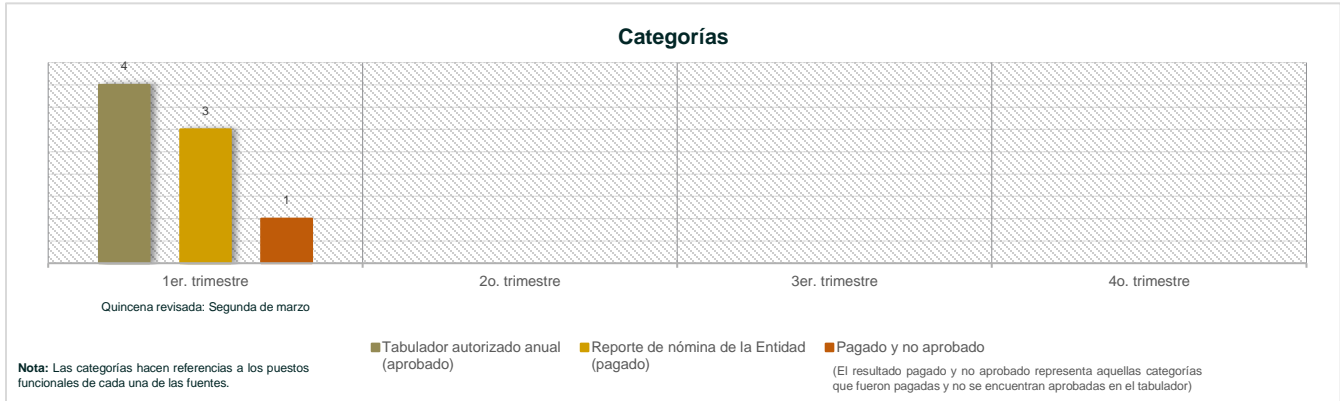 Categorías
4
3
1
1er. trimestre
2o. trimestre
3er. trimestre
4o. trimestre
Quincena revisada: Segunda de marzo
Tabulador autorizado anual
(aprobado)
Reporte de nómina de la Entidad
(pagado)
Pagado y no aprobado
(El resultado pagado y no aprobado representa aquellas categorías
que fueron pagadas y no se encuentran aprobadas en el tabulador)
Nota: Las categorías hacen referencias a los puestos
funcionales de cada una de las fuentes.